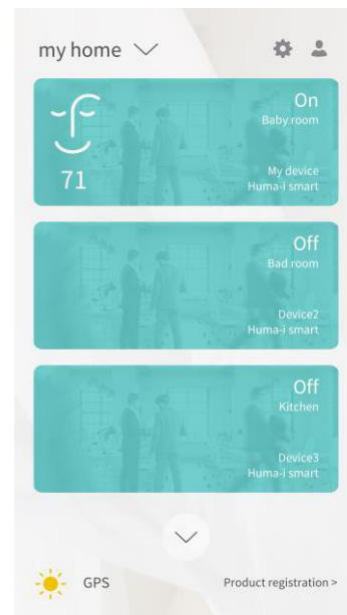 my home
On
Baby room
71
My device
Huma-i smart
Off
Bad room
Device2
Huma-i smart
Off
Kitchen
Device3
Huma-i smart
GPS
Product registration >